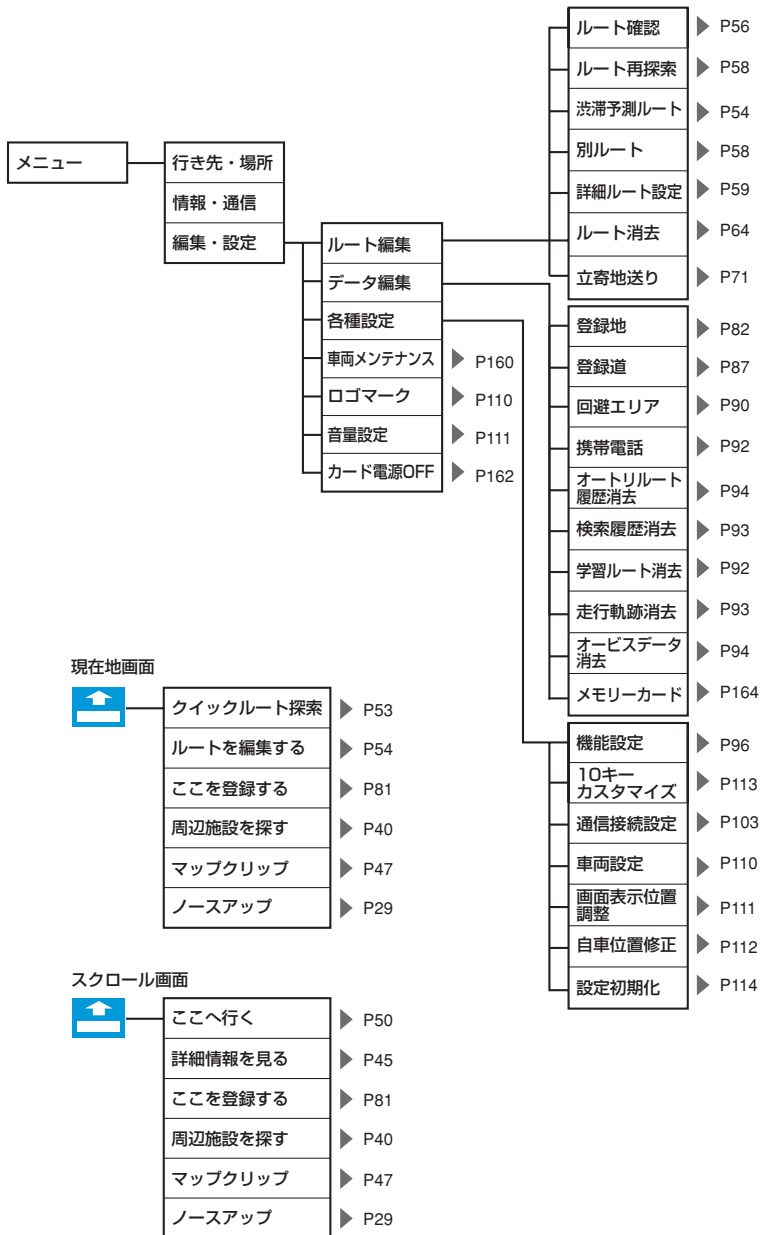 メニュー
行き先・場所
情報・通信
編集・設定
ルート編集
データ編集
各種設定
車両メンテナンス P160
ロゴマーク P110
音量設定 P111
カード電源OFF P162
ルート確認 P56
ルート再探索 P58
渋滞予測ルート P54
別ルート P58
詳細ルート設定 P59
ルート消去 P64
立寄地送り P71
登録地 P82
登録道 P87
回避エリア P90
携帯電話 P92
オートリルート
履歴消去 P94
検索履歴消去 P93
学習ルート消去 P92
走行軌跡消去 P93
オービスデータ
消去 P94
メモリーカード P164
機能設定 P96
10キー
カスタマイズ P113
通信接続設定 P103
車両設定 P110
画面表示位置
調整 P111
自車位置修正 P112
設定初期化 P114
現在地画面
クイックルート探索 P53
ルートを編集する P54
ここを登録する P81
周辺施設を探す P40
マップクリップ P47
ノースアップ P29
スクロール画面
ここへ行く P50
詳細情報を見る P45
ここを登録する P81
周辺施設を探す P40
マップクリップ P47
ノースアップ P29